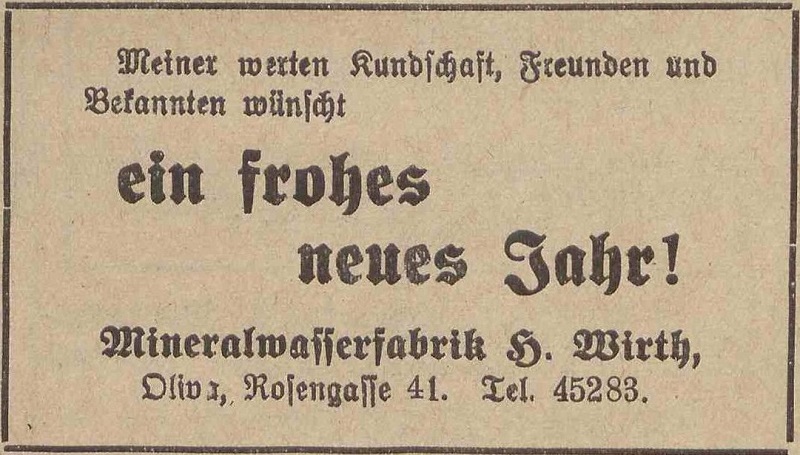 Meiner werten Kundschaft, Freunden und
Bekannten wünscht
ein frohes
neues Jahr!
Mineralwasserfabrik H. Wirth,
Oliva, Rosengasse 41. Tel. 45283.